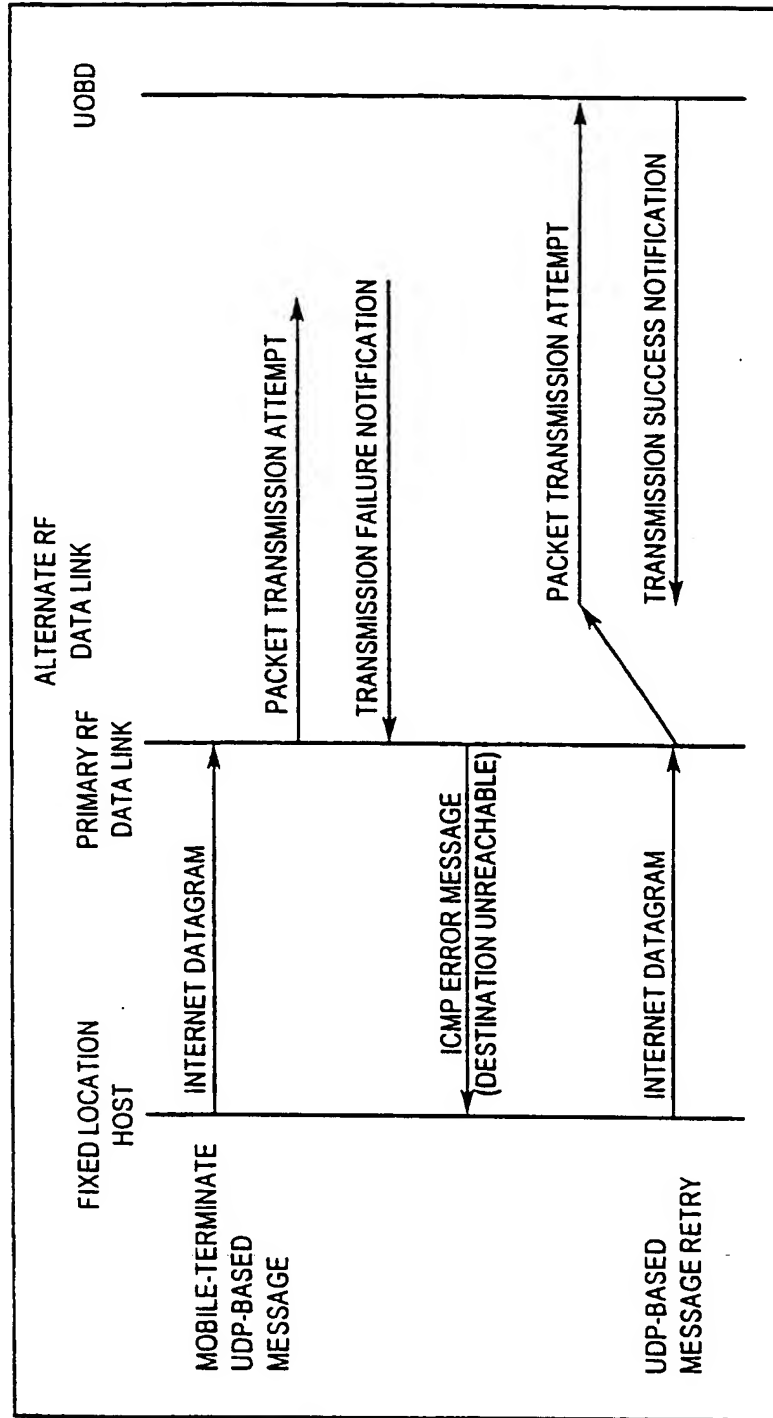 FIXED LOCATION
HOST
PRIMARY RF
DATA LINK
ALTERNATE RF
DATA LINK
UOBD
MOBILE-TERMINATE
UDP-BASED
MESSAGE
INTERNET DATAGRAM
PACKET TRANSMISSION ATTEMPT
TRANSMISSION FAILURE NOTIFICATION
ICMP ERROR MESSAGE
(DESTINATION UNREACHABLE)
UDP-BASED
MESSAGE RETRY
INTERNET DATAGRAM
PACKET TRANSMISSION ATTEMPT
TRANSMISSION SUCCESS NOTIFICATION